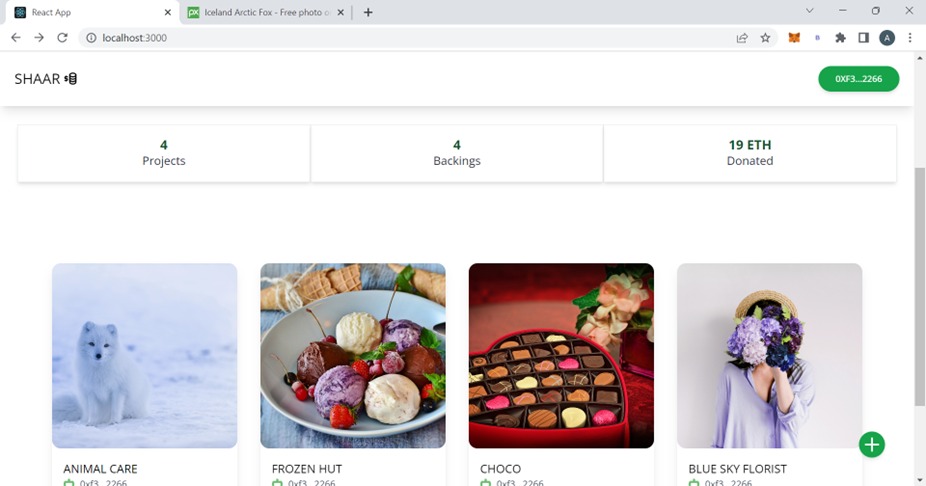 React App
Iceland Arctic Fox - Free photo o
localhost:3000
A
SHAAR
0XF3...2266
4
Projects
4
Backings
19 ETH
Donated
ANIMAL CARE
0xf3...2266
FROZEN HUT
0xf3...2266
CHOCO
0xf3...2266
BLUE SKY FLORIST
0xf3...2266